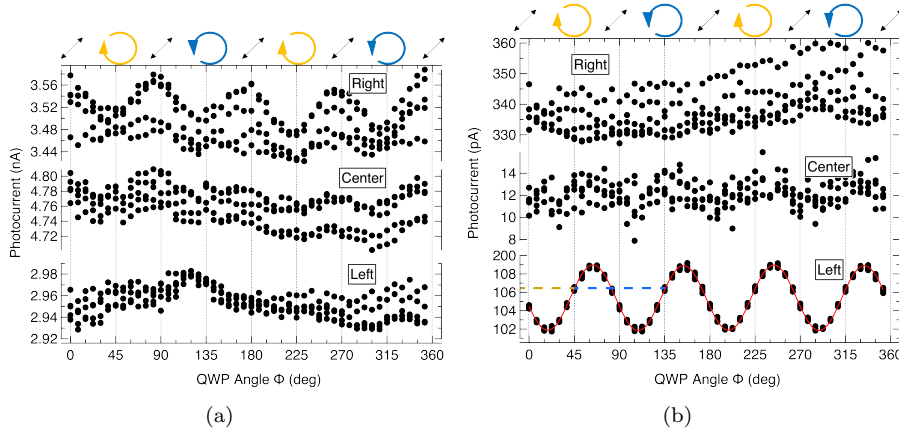 3.56
3.52
3.48
3.44
Right
4.80
4.78
4.76
4.74
4.72
Center
2.98
2.96
2.94
2.92
Left
Photocurrent (nA)
0 45 90 135 180 225 270 315 360
QWP Angle Φ (deg)
(a)
360
350
340
330
Right
14
12
10
8
Center
200
108
106
104
102
Left
Photocurrent (pA)
0 45 90 135 180 225 270 315 360
QWP Angle Φ (deg)
(b)